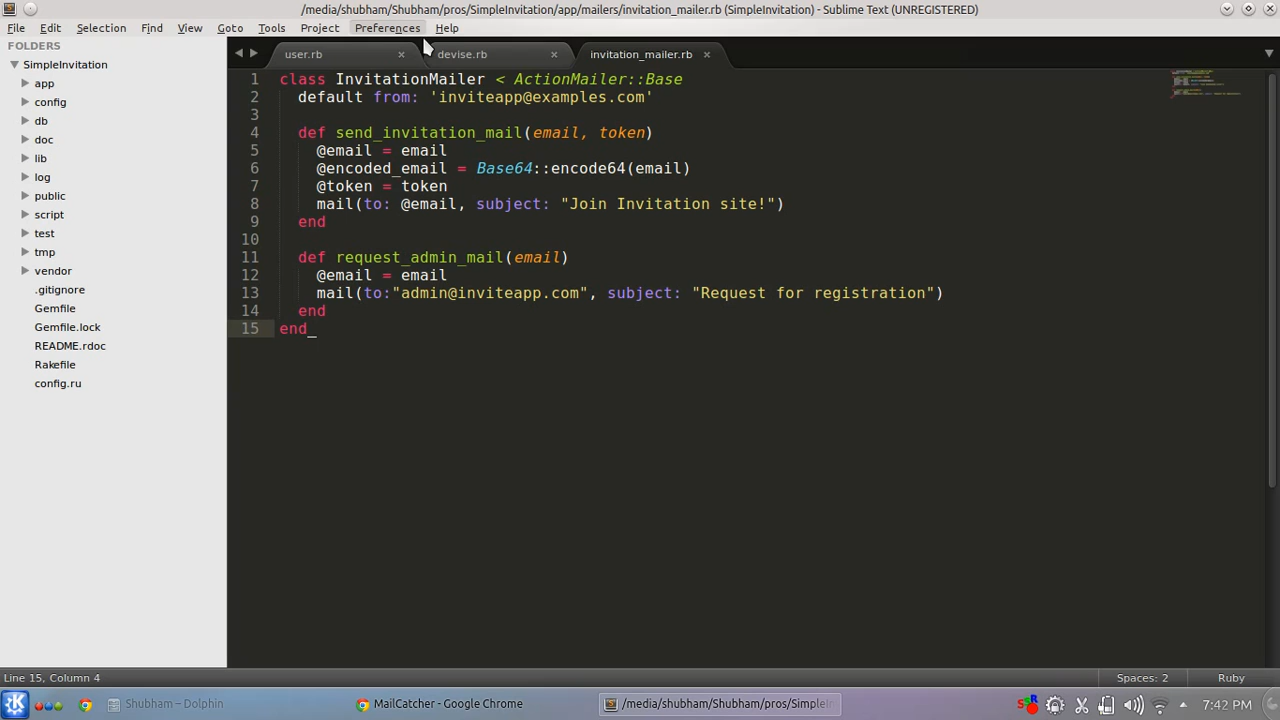 /media/shubham/Shubham/pros/SimpleInvitation/app/mailers/invitation_mailer.rb (SimpleInvitation) - Sublime Text (UNREGISTERED)
File Edit Selection Find View Goto Tools Project Preferences Help
FOLDERS
SimpleInvitation
app
config
db
doc
lib
log
public
script
test
tmp
vendor
.gitignore
Gemfile
Gemfile.lock
README.rdoc
Rakefile
config.ru
user.rb devise.rb invitation_mailer.rb
1 class InvitationMailer < ActionMailer::Base
2 default from: 'inviteapp@examples.com'
3
4 def send_invitation_mail(email, token)
5 @email = email
6 @encoded_email = Base64::encode64(email)
7 @token = token
8 mail(to: @email, subject: "Join Invitation site!")
9 end
10
11 def request_admin_mail(email)
12 @email = email
13 mail(to:"admin@inviteapp.com", subject: "Request for registration")
14 end
15 end
Line 15, Column 4 Spaces: 2 Ruby
Shubham – Dolphin MailCatcher - Google Chrome /media/shubham/Shubham/pros/SimpleIn 7:42 PM